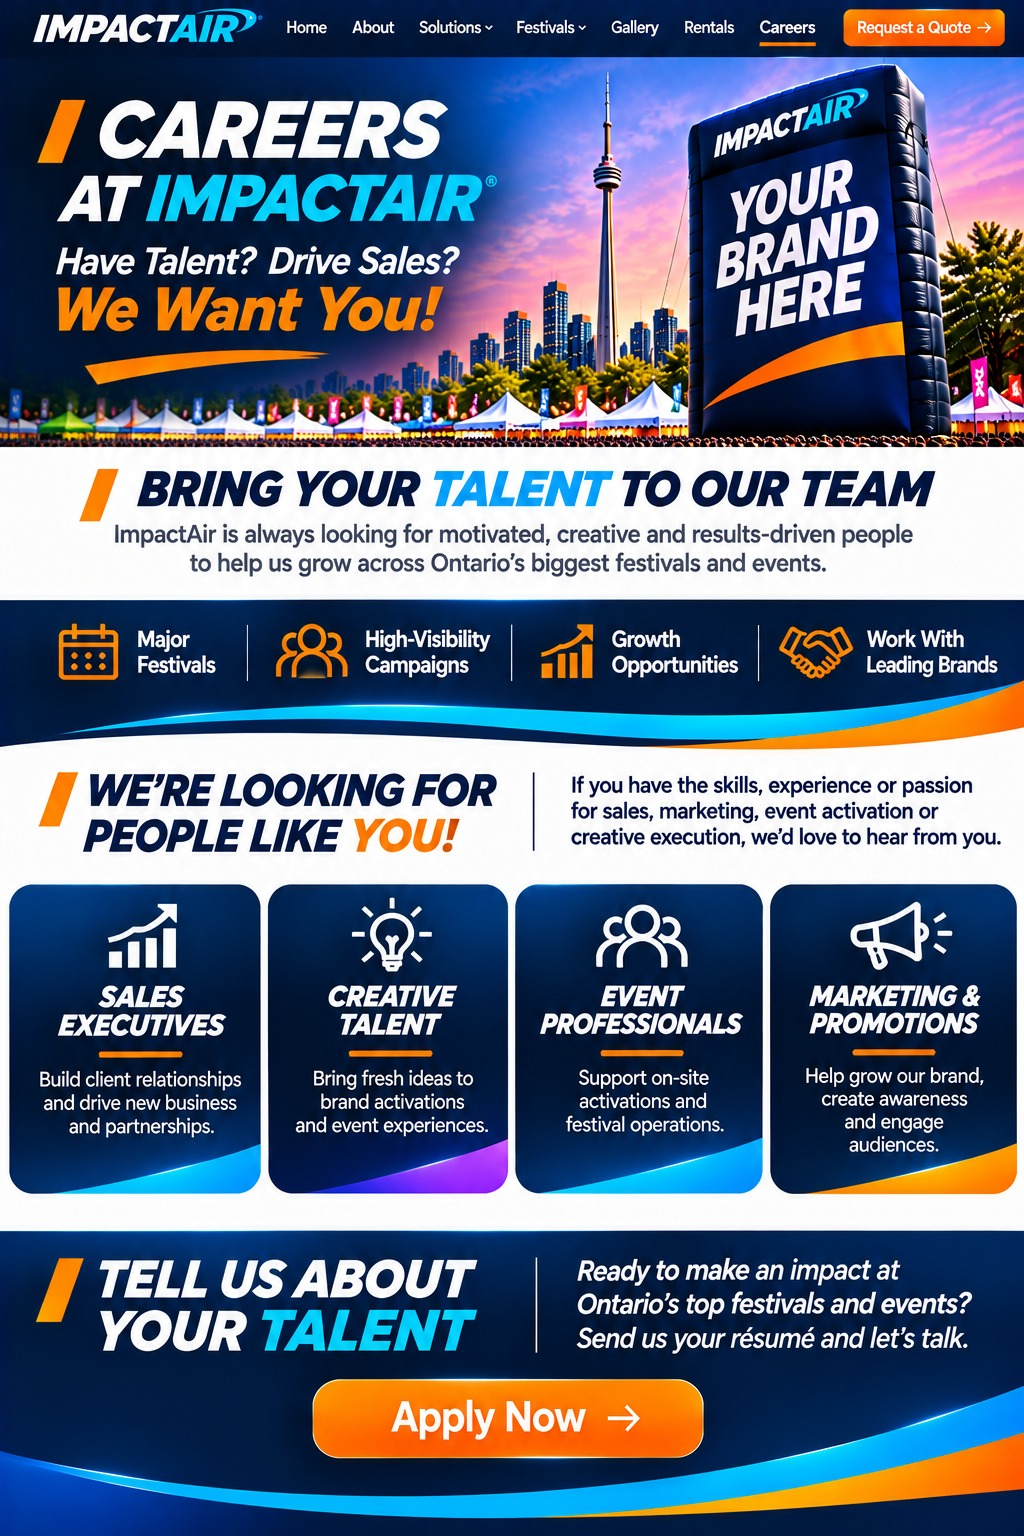 IMPACTAIR®
Home About Solutions Festivals Gallery Rentals Careers Request a Quote →
CAREERS
AT IMPACTAIR®
Have Talent? Drive Sales?
We Want You!
IMPACTAIR
YOUR
BRAND
HERE
BRING YOUR TALENT TO OUR TEAM
ImpactAir is always looking for motivated, creative and results-driven people
to help us grow across Ontario's biggest festivals and events.
Major
Festivals
High-Visibility
Campaigns
Growth
Opportunities
Work With
Leading Brands
WE'RE LOOKING FOR
PEOPLE LIKE YOU!
If you have the skills, experience or passion
for sales, marketing, event activation or
creative execution, we'd love to hear from you.
SALES
EXECUTIVES
Build client relationships
and drive new business
and partnerships.
CREATIVE
TALENT
Bring fresh ideas to
brand activations
and event experiences.
EVENT
PROFESSIONALS
Support on-site
activations and
festival operations.
MARKETING &
PROMOTIONS
Help grow our brand,
create awareness
and engage
audiences.
TELL US ABOUT
YOUR TALENT
Ready to make an impact at
Ontario's top festivals and events?
Send us your résumé and let's talk.
Apply Now →